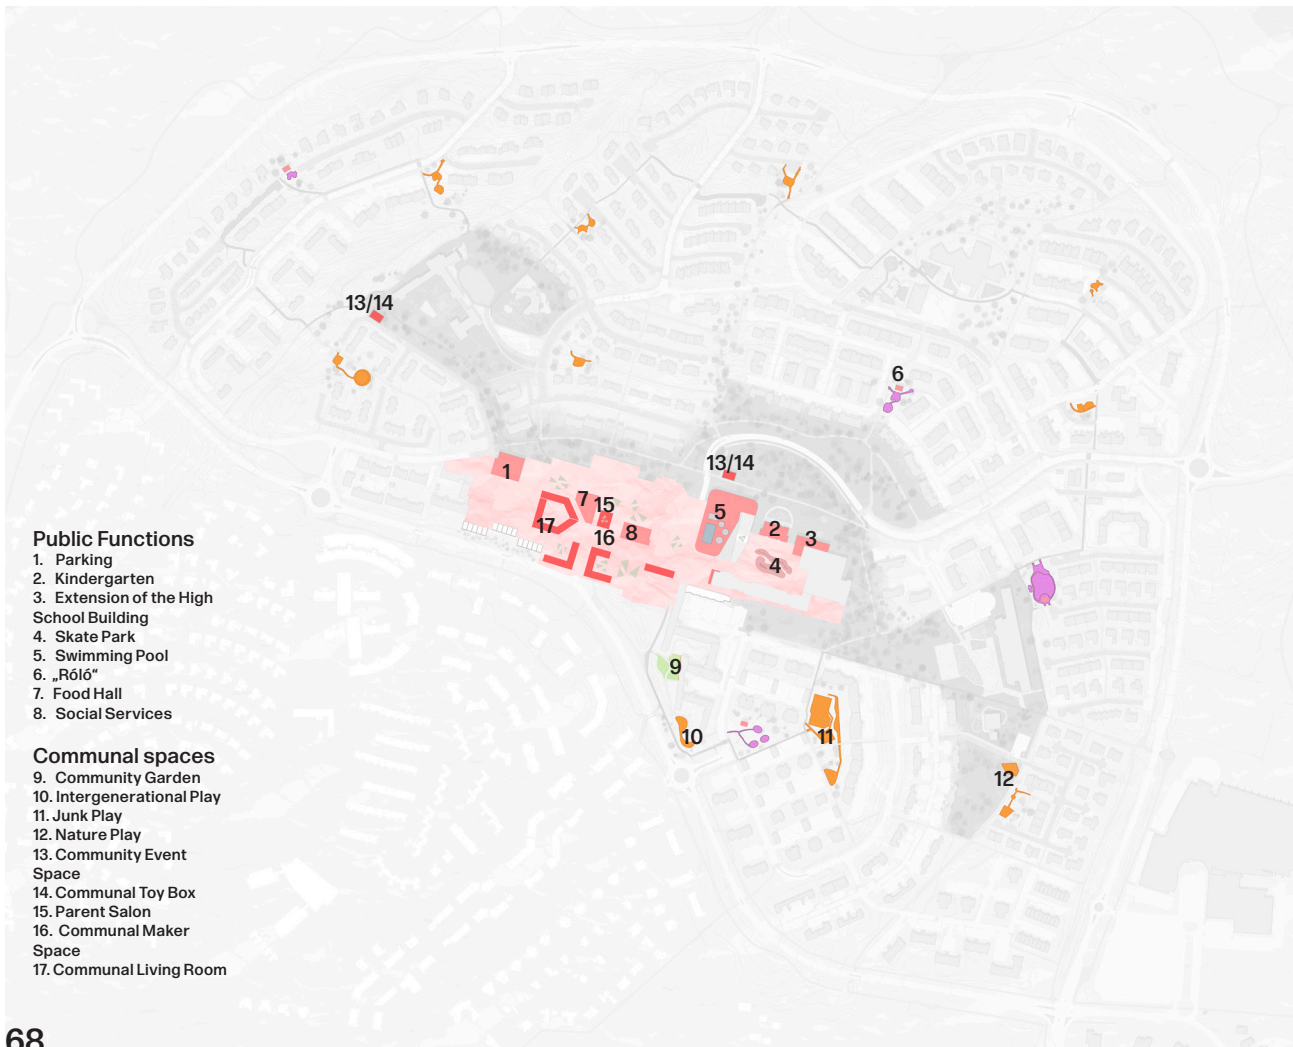 13/14
6
13/14
1
7
15
17
16
8
5
2
3
4
9
10
11
12
Public Functions
1. Parking
2. Kindergarten
3. Extension of the High
School Building
4. Skate Park
5. Swimming Pool
6. „Róló“
7. Food Hall
8. Social Services
Communal spaces
9. Community Garden
10. Intergenerational Play
11. Junk Play
12. Nature Play
13. Community Event
Space
14. Communal Toy Box
15. Parent Salon
16. Communal Maker
Space
17. Communal Living Room
68